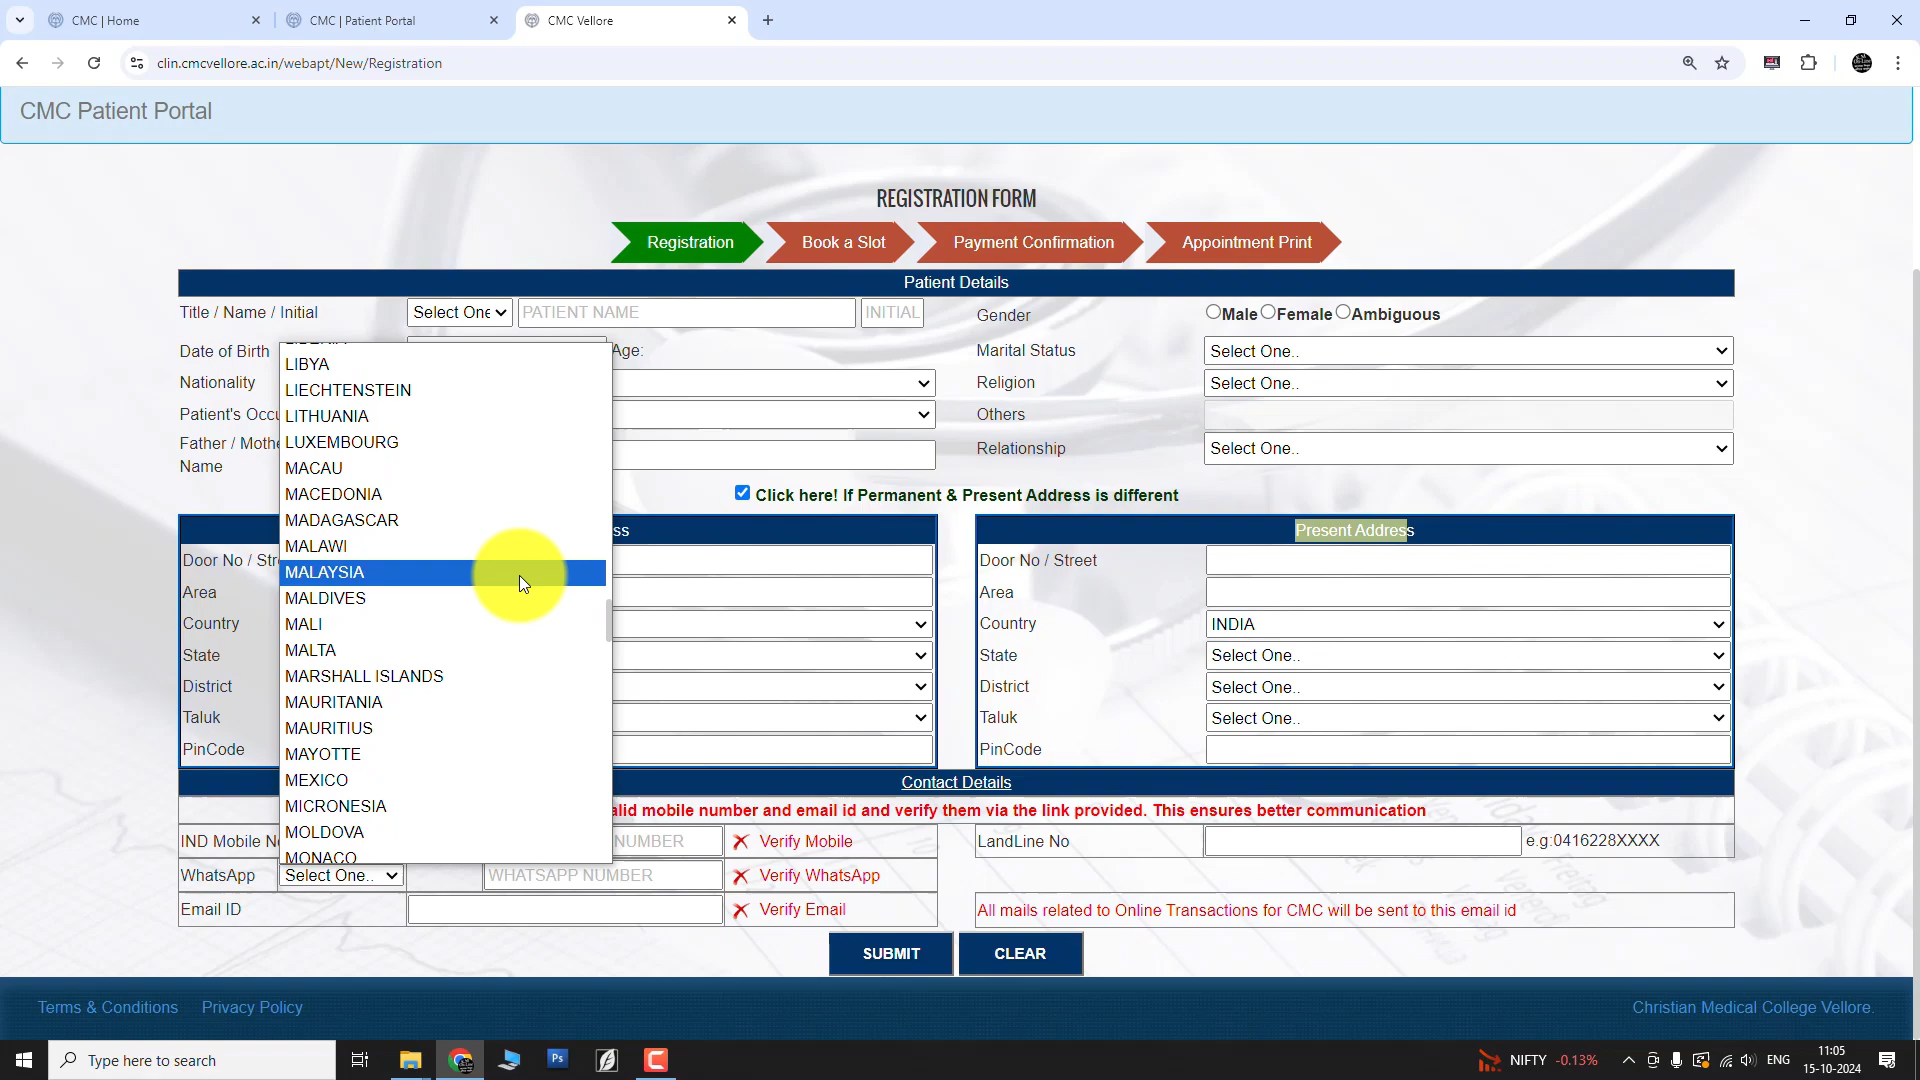 CMC | Home
CMC | Patient Portal
CMC Vellore
clin.cmcvellore.ac.in/webapt/New/Registration
CMC Patient Portal
REGISTRATION FORM
Registration
Book a Slot
Payment Confirmation
Appointment Print
Patient Details
Title / Name / Initial
Select One
PATIENT NAME
INITIAL
Gender
Male
Female
Ambiguous
Date of Birth
Age:
Marital Status
Select One..
Nationality
Religion
Select One..
Patient's Occu
Others
Father / Mothe
Name
Relationship
Select One..
Click here! If Permanent & Present Address is different
ss
Present Address
Door No / Str
Door No / Street
Area
Area
Country
Country
INDIA
State
State
Select One..
District
District
Select One..
Taluk
Taluk
Select One..
PinCode
PinCode
LIBYA
LIECHTENSTEIN
LITHUANIA
LUXEMBOURG
MACAU
MACEDONIA
MADAGASCAR
MALAWI
MALAYSIA
MALDIVES
MALI
MALTA
MARSHALL ISLANDS
MAURITANIA
MAURITIUS
MAYOTTE
MEXICO
MICRONESIA
MOLDOVA
MONACO
Contact Details
alid mobile number and email id and verify them via the link provided. This ensures better communication
IND Mobile N
NUMBER
Verify Mobile
LandLine No
e.g:0416228XXXX
WhatsApp
Select One..
WHATSAPP NUMBER
Verify WhatsApp
Email ID
Verify Email
All mails related to Online Transactions for CMC will be sent to this email id
SUBMIT
CLEAR
Terms & Conditions
Privacy Policy
Christian Medical College Vellore.
Type here to search
Ps
NIFTY -0.13%
ENG
11:05
15-10-2024